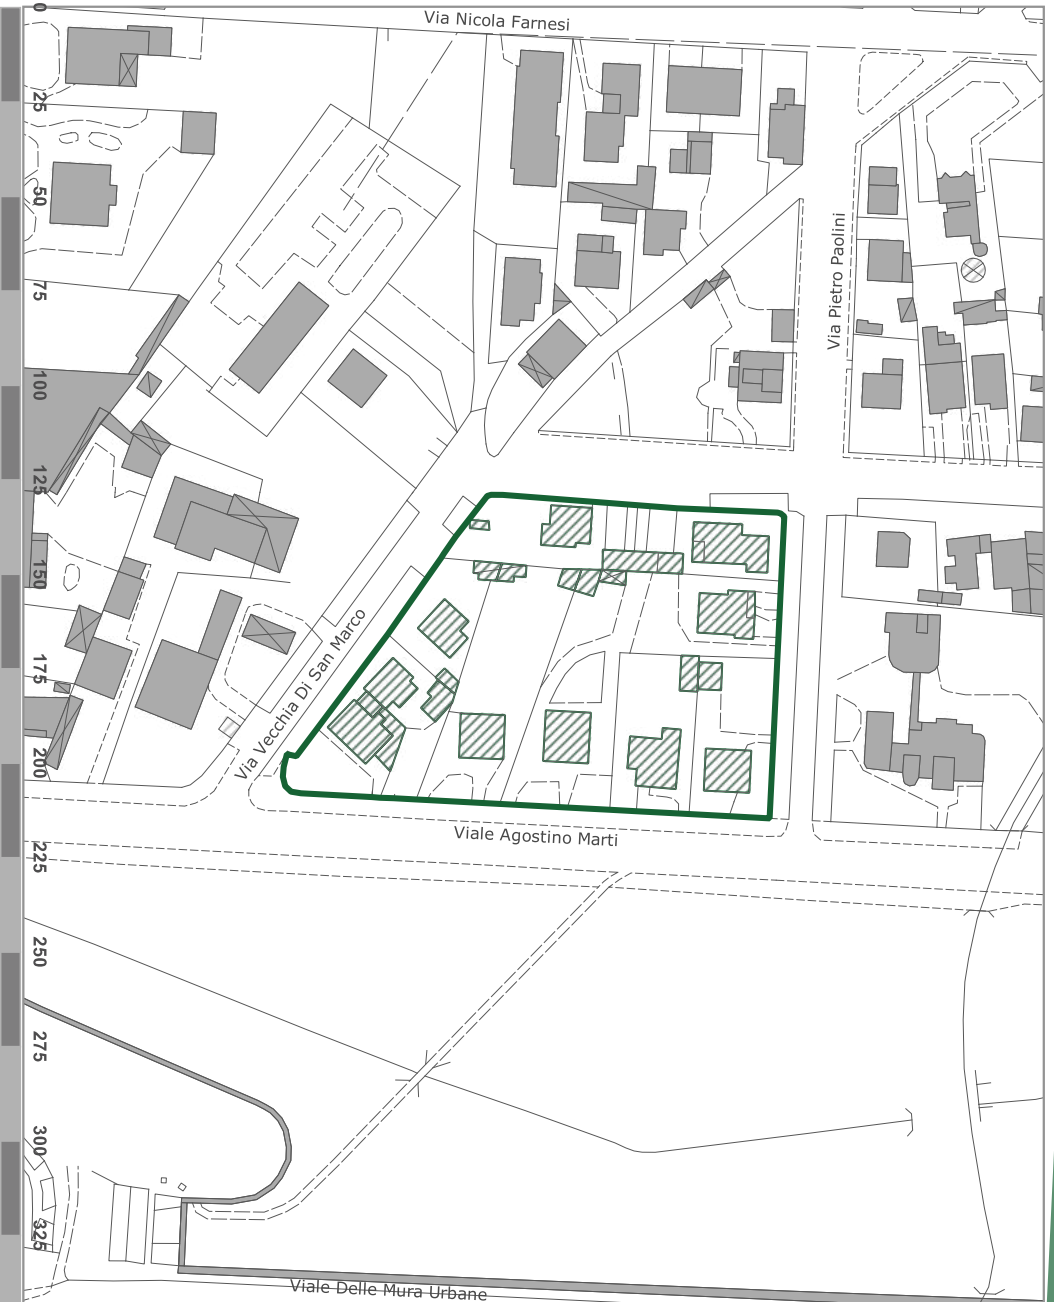 Via Nicola Farnesi
0
25
50
75
100
125
150
175
200
225
250
275
300
325
Via Pietro Paolini
Via Vecchia Di San Marco
Viale Agostino Marti
Viale Delle Mura Urbane